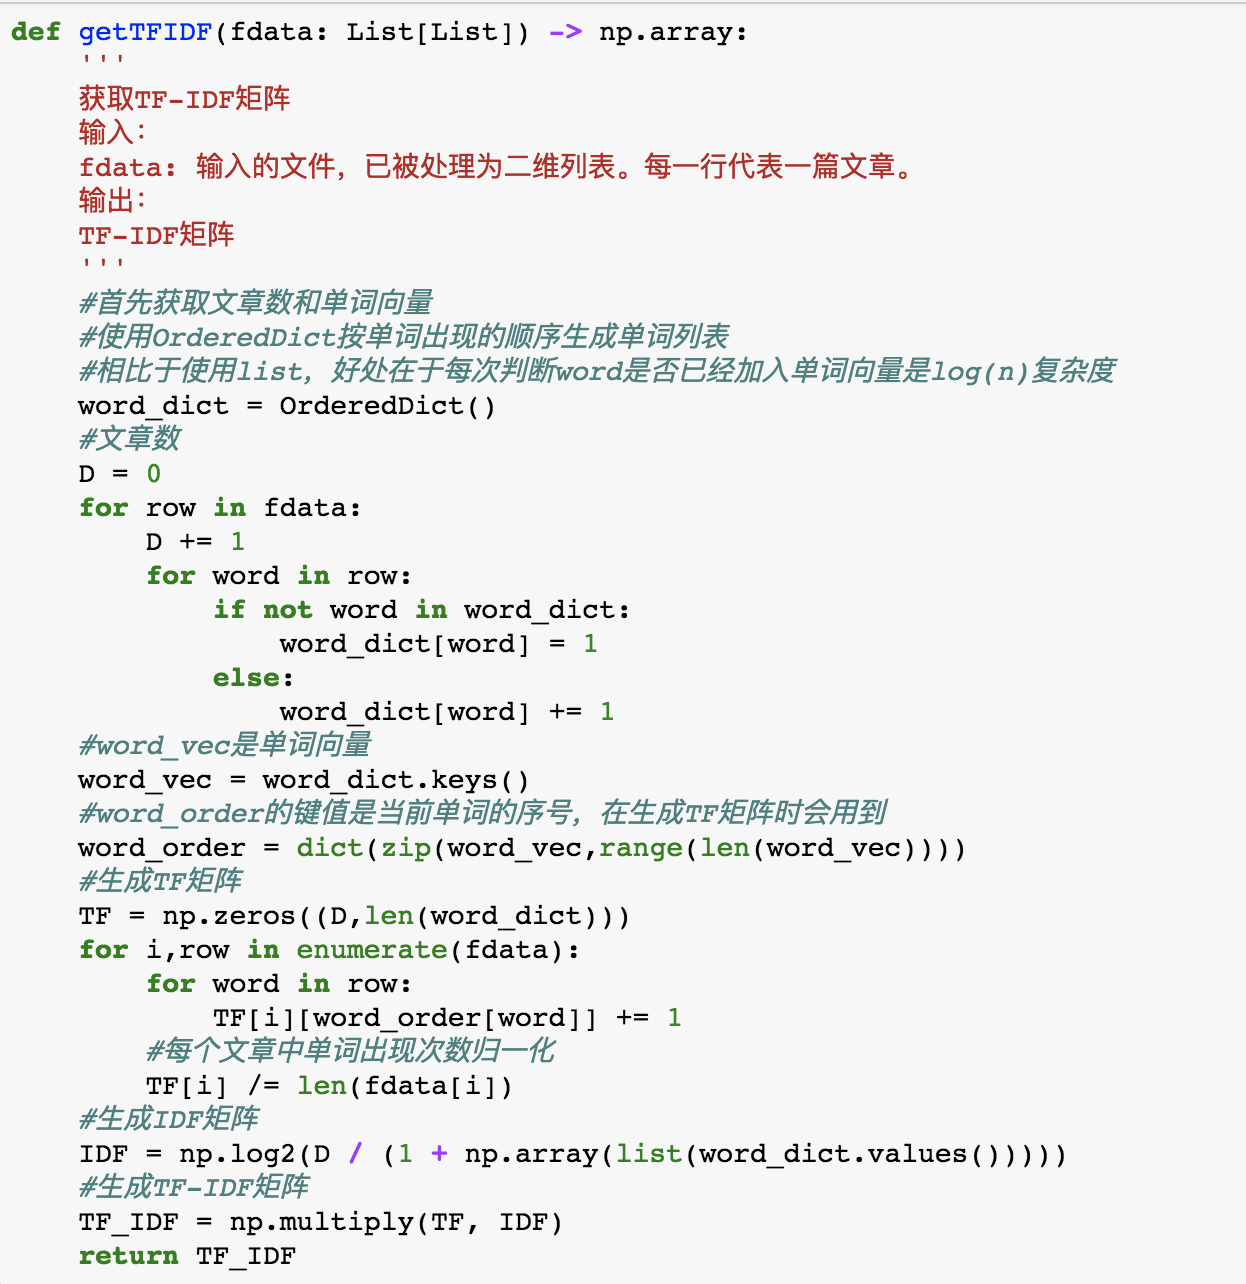 def getTFIDF(fdata: List[List]) -> np.array:
    '''
    获取TF-IDF矩阵
    输入：
    fdata: 输入的文件，已被处理为二维列表。每一行代表一篇文章。
    输出：
    TF-IDF矩阵
    '''
    #首先获取文章数和单词向量
    #使用OrderedDict按单词出现的顺序生成单词列表
    #相比于使用list，好处在于每次判断word是否已经加入单词向量是log(n)复杂度
    word_dict = OrderedDict()
    #文章数
    D = 0
    for row in fdata:
        D += 1
        for word in row:
            if not word in word_dict:
                word_dict[word] = 1
            else:
                word_dict[word] += 1
    #word_vec是单词向量
    word_vec = word_dict.keys()
    #word_order的键值是当前单词的序号，在生成TF矩阵时会用到
    word_order = dict(zip(word_vec,range(len(word_vec))))
    #生成TF矩阵
    TF = np.zeros((D,len(word_dict)))
    for i,row in enumerate(fdata):
        for word in row:
            TF[i][word_order[word]] += 1
        #每个文章中单词出现次数归一化
        TF[i] /= len(fdata[i])
    #生成IDF矩阵
    IDF = np.log2(D / (1 + np.array(list(word_dict.values()))))
    #生成TF-IDF矩阵
    TF_IDF = np.multiply(TF, IDF)
    return TF_IDF